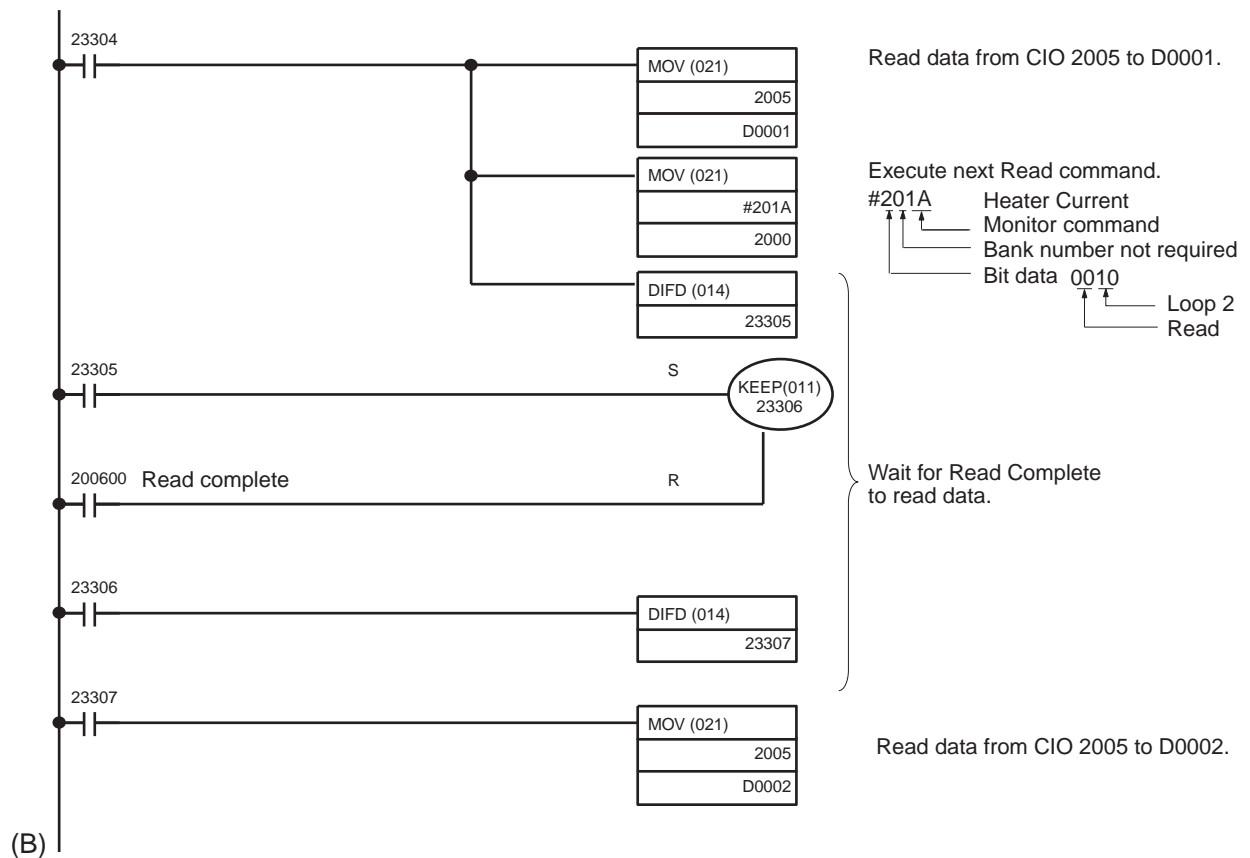 23304
MOV (021)
2005
D0001
Read data from CIO 2005 to D0001.
MOV (021)
#201A
2000
Execute next Read command.
#201A Heater Current
Monitor command
Bank number not required
Bit data 0010
Loop 2
Read
DIFD (014)
23305
23305
S
KEEP(011)
23306
200600 Read complete
R
Wait for Read Complete
to read data.
23306
DIFD (014)
23307
23307
MOV (021)
2005
D0002
Read data from CIO 2005 to D0002.
(B)